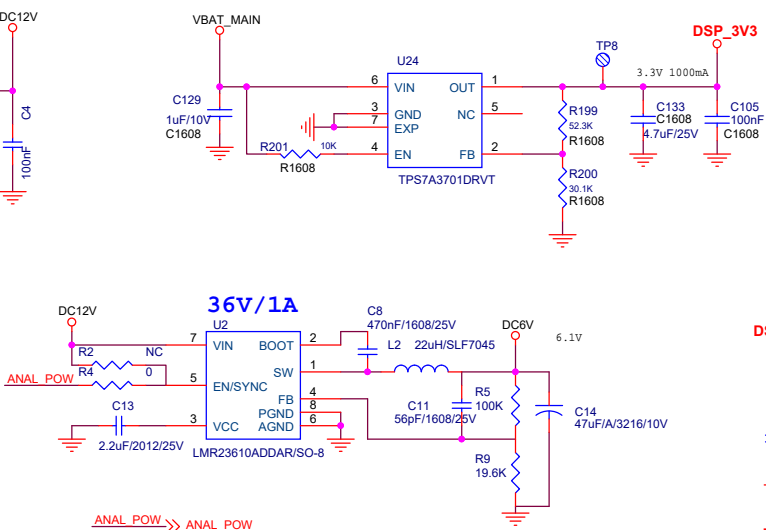 DC12V
C4
100nF
VBAT_MAIN
C129
1uF/10V
C1608
R201
10K
R1608
U24
6
VIN
OUT
1
3
GND
NC
5
7
EXP
4
EN
FB
2
TPS7A3701DRVT
TP8
DSP_3V3
3.3V 1000mA
R199
52.3K
R1608
R200
30.1K
R1608
C133
C1608
4.7uF/25V
C105
100nF
C1608
36V/1A
DC12V
U2
7
VIN
BOOT
2
SW
1
R2
NC
R4
0
ANAL_POW
5
EN/SYNC
FB
4
PGND
8
3
VCC
AGND
6
C13
2.2uF/2012/25V
LMR23610ADDAR/SO-8
C8
470nF/1608/25V
L2 22uH/SLF7045
DC6V
6.1V
C11
56pF/1608/25V
R5
100K
R9
19.6K
C14
47uF/A/3216/10V
ANAL_POW
ANAL_POW